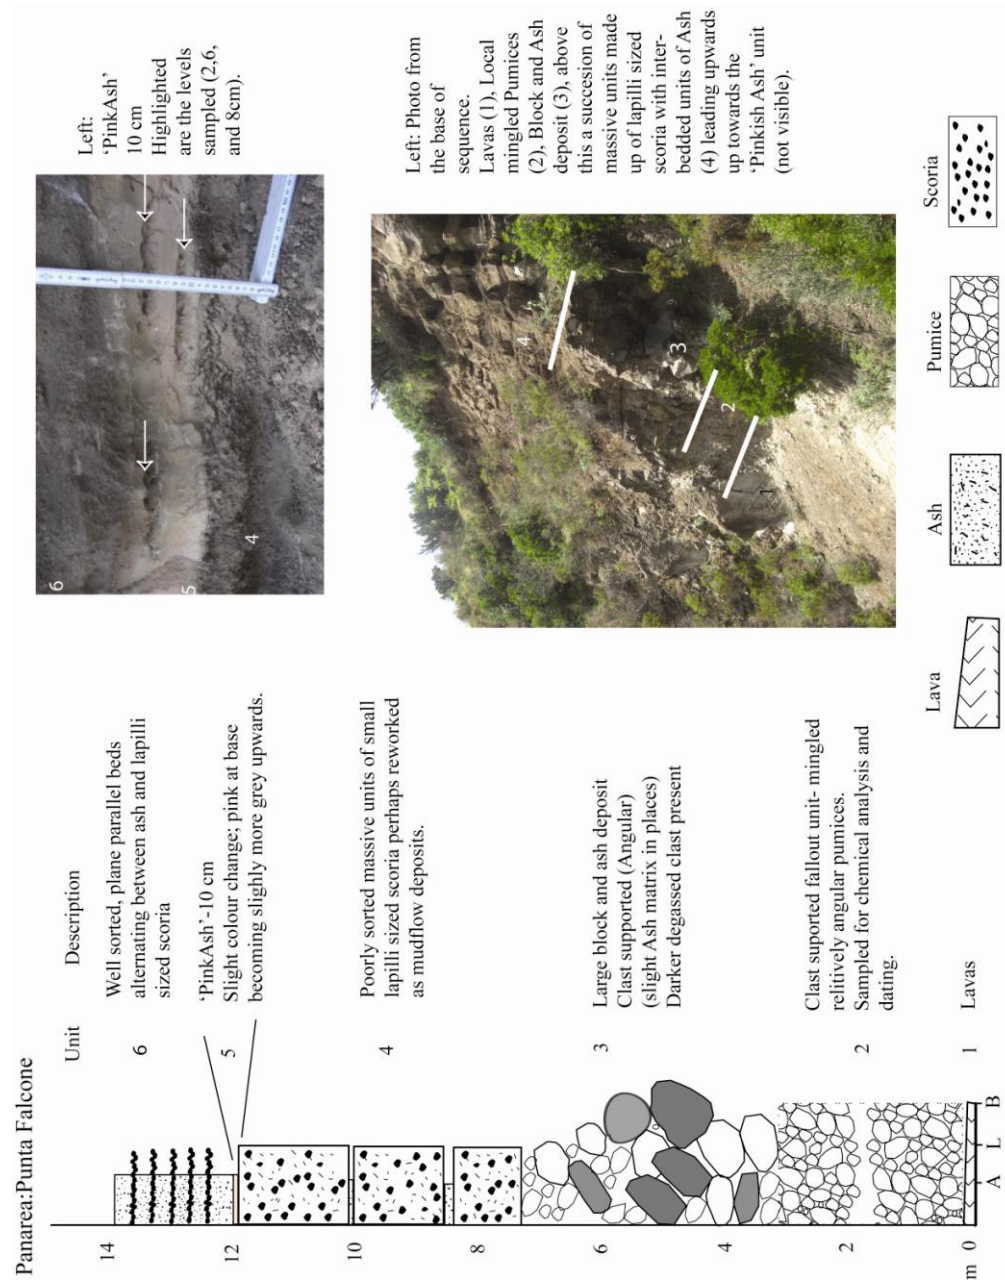 Panarea:Punta Falcone
Unit
Description
6
Well sorted, plane parallel beds
alternating between ash and lapilli
sized scoria
5
'PinkAsh'-10 cm
Slight colour change; pink at base
becoming slighly more grey upwards.
4
Poorly sorted massive units of small
lapilli sized scoria perhaps reworked
as mudflow deposits.
3
Large block and ash deposit
Clast supported (Angular)
(slight Ash matrix in places)
Darker degassed clast present
2
Clast suported fallout unit- mingled
relitively angular pumices.
Sampled for chemical analysis and
dating.
1
Lavas
14
12
10
8
6
4
2
m 0
A
L
B
6
5
4
Left:
'PinkAsh'
10 cm
Highlighted
are the levels
sampled (2,6,
and 8cm).
4
3
2
1
Left: Photo from
the base of
sequence.
Lavas (1), Local
mingled Pumices
(2), Block and Ash
deposit (3), above
this a succesion of
massive units made
up of lapilli sized
scoria with inter-
bedded units of Ash
(4) leading upwards
up towards the
'Pinkish Ash' unit
(not visible).
Lava
Ash
Pumice
Scoria